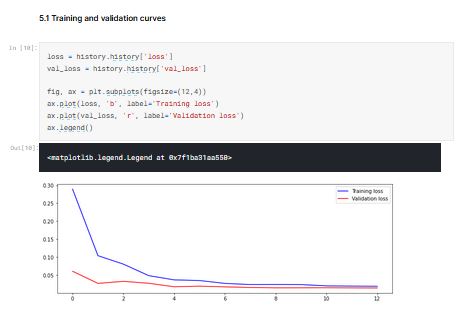 5.1 Training and validation curves
In [10]:
loss = history.history['loss']
val_loss = history.history['val_loss']
fig, ax = plt.subplots(figsize=(12,4))
ax.plot(loss, 'b', label='Training loss')
ax.plot(val_loss, 'r', label='Validation loss')
ax.legend()
Out[10]:
<matplotlib.legend.Legend at 0x7f1ba31aa550>
0.30
0.25
0.20
0.15
0.10
0.05
0 2 4 6 8 10 12
Training loss
Validation loss